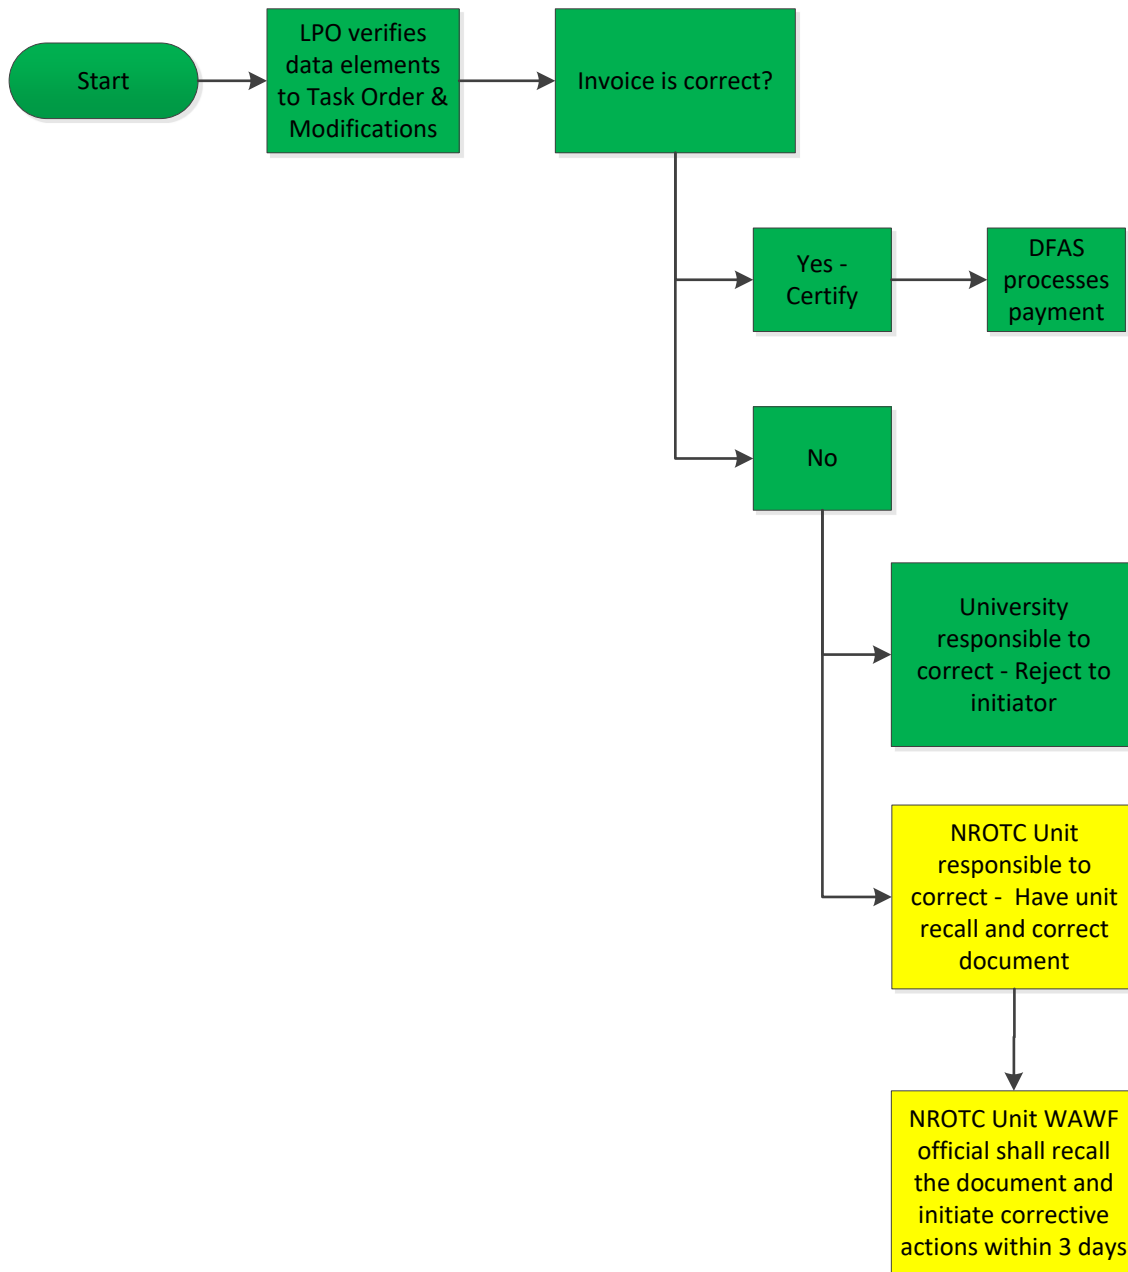 Start
LPO verifies
data elements
to Task Order &
Modifications
Invoice is correct?
Yes -
Certify
DFAS
processes
payment
No
University
responsible to
correct - Reject to
initiator
NROTC Unit
responsible to
correct -  Have unit
recall and correct
document
NROTC Unit WAWF
official shall recall
the document and
initiate corrective
actions within 3 days